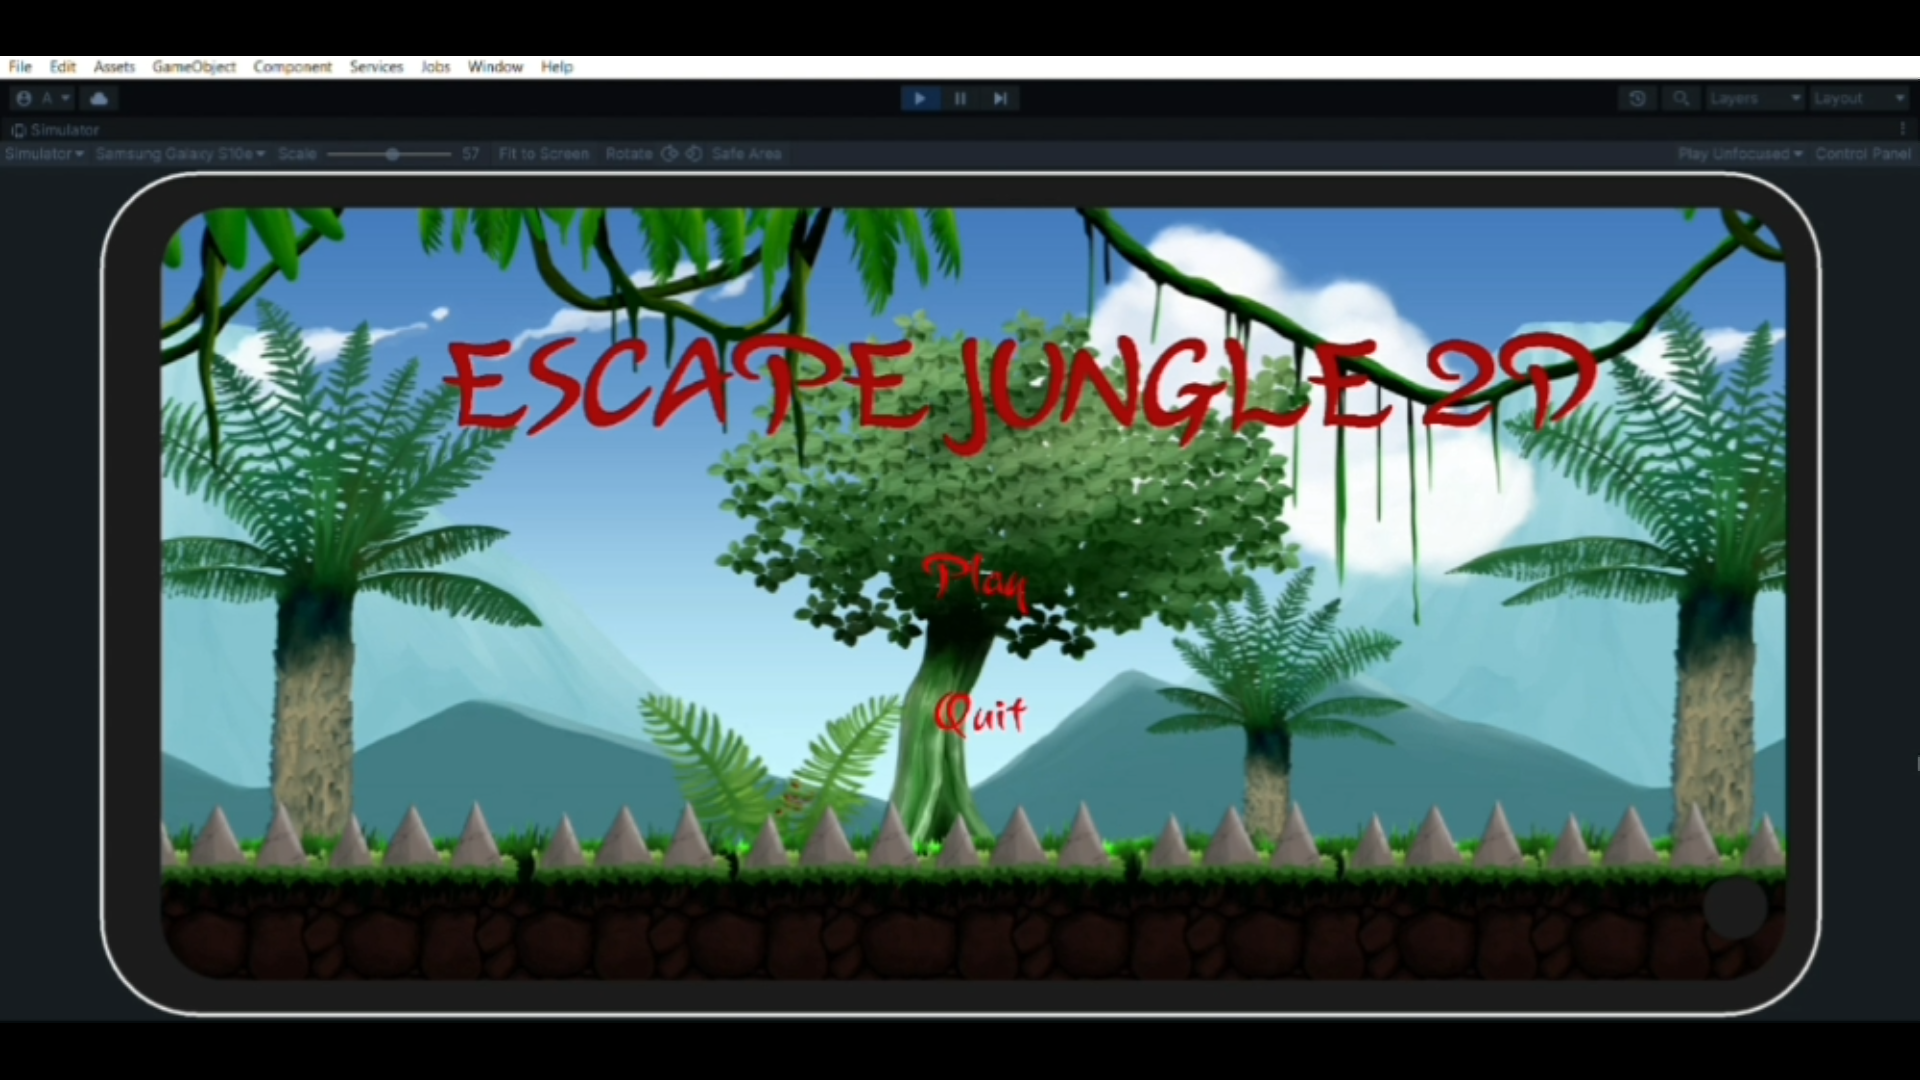 File Edit Assets GameObject Component Services Jobs Window Help
A Layers Layout
Simulator
Simulator Samsung Galaxy S10e Scale 57 Fit to Screen Rotate Safe Area Play Unfocused Control Panel
ESCAPE JUNGLE 2D
Play
Quit